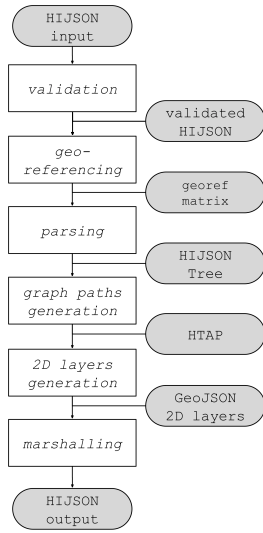 HIJSON
input
validation
validated
HIJSON
geo-
referencing
georef
matrix
parsing
HIJSON
Tree
graph paths
generation
HTAP
2D layers
generation
GeoJSON
2D layers
marshalling
HIJSON
output